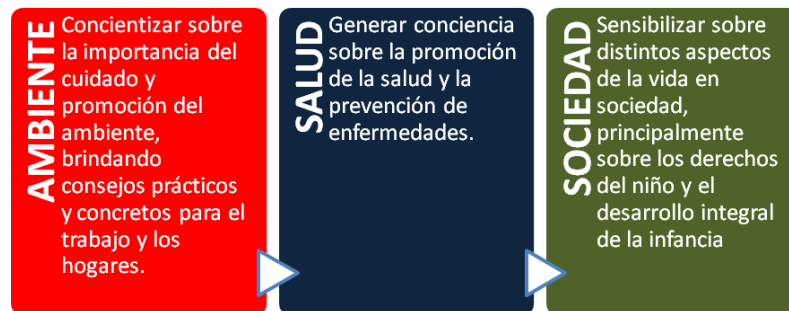 AMBIENTE
Concientizar sobre
la importancia del
cuidado y
promoción del
ambiente,
brindando
consejos prácticos
y concretos para el
trabajo y los
hogares.
SALUD
Generar conciencia
sobre la promoción
de la salud y la
prevención de
enfermedades.
SOCIEDAD
Sensibilizar sobre
distintos aspectos
de la vida en
sociedad,
principalmente
sobre los derechos
del niño y el
desarrollo integral
de la infancia